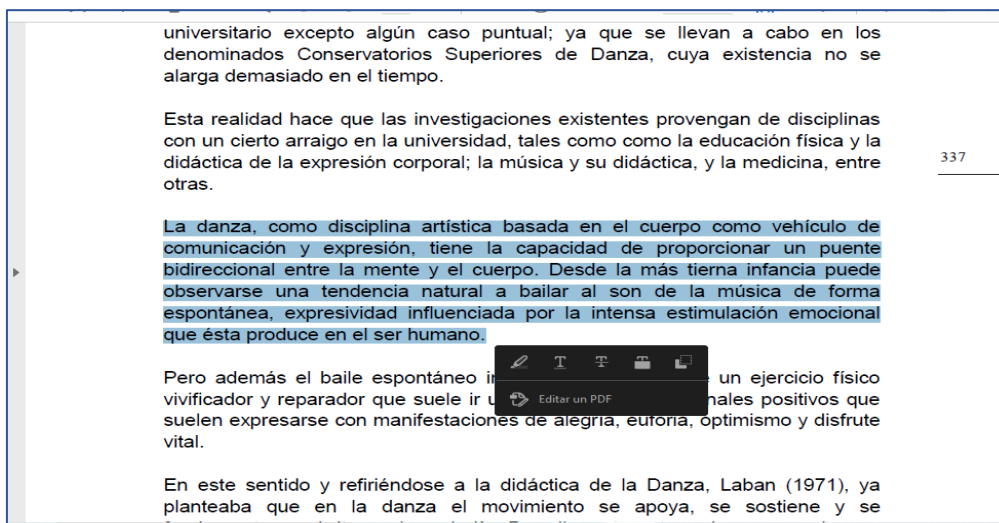 universitario excepto algún caso puntual; ya que se llevan a cabo en los
denominados Conservatorios Superiores de Danza, cuya existencia no se
alarga demasiado en el tiempo.
Esta realidad hace que las investigaciones existentes provengan de disciplinas
con un cierto arraigo en la universidad, tales como como la educación física y la
didáctica de la expresión corporal; la música y su didáctica, y la medicina, entre
otras.
337
La danza, como disciplina artística basada en el cuerpo como vehículo de
comunicación y expresión, tiene la capacidad de proporcionar un puente
bidireccional entre la mente y el cuerpo. Desde la más tierna infancia puede
observarse una tendencia natural a bailar al son de la música de forma
espontánea, expresividad influenciada por la intensa estimulación emocional
que ésta produce en el ser humano.
Pero además el baile espontáneo un ejercicio físico
vivificador y reparador que suele ir positivos que
Editar un PDF
suelen expresarse con manifestaciones de alegría, euforia, optimismo y disfrute
vital.
En este sentido y refiriéndose a la didáctica de la Danza, Laban (1971), ya
planteaba que en la danza el movimiento se apoya, se sostiene y se